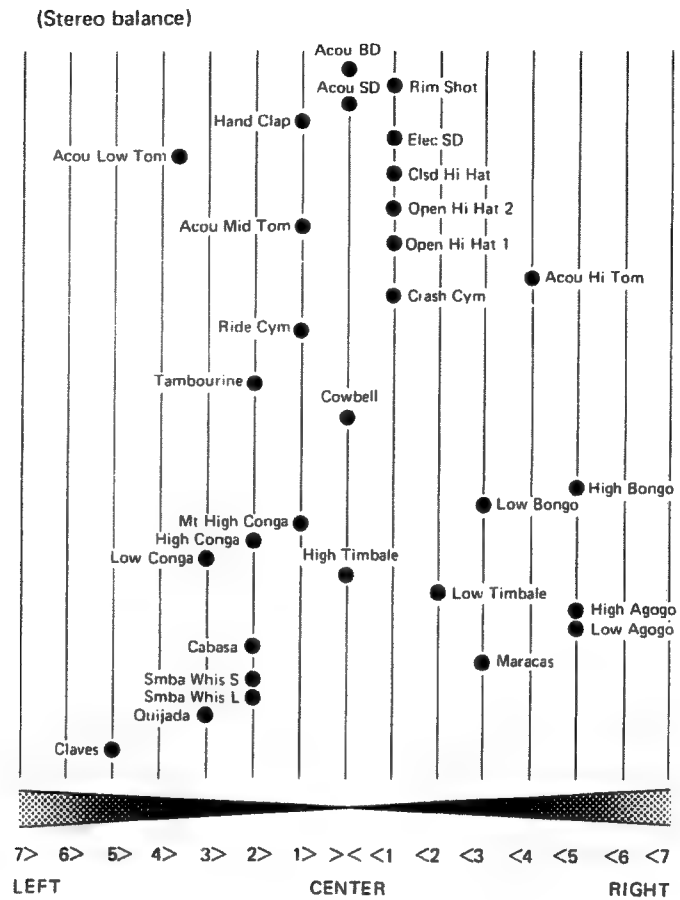 (Stereo balance)
Acou BD
Rim Shot
Acou SD
Hand Clap
Elec SD
Acou Low Tom
Clsd Hi Hat
Open Hi Hat 2
Acou Mid Tom
Open Hi Hat 1
Acou Hi Tom
Crash Cym
Ride Cym
Tambourine
Cowbell
High Bongo
Low Bongo
Mt High Conga
High Conga
Low Conga
High Timbale
Low Timbale
High Agogo
Low Agogo
Cabasa
Maracas
Smba Whis S
Smba Whis L
Quijada
Claves
7> 6> 5> 4> 3> 2> 1> >< <1 <2 <3 <4 <5 <6 <7
LEFT CENTER RIGHT